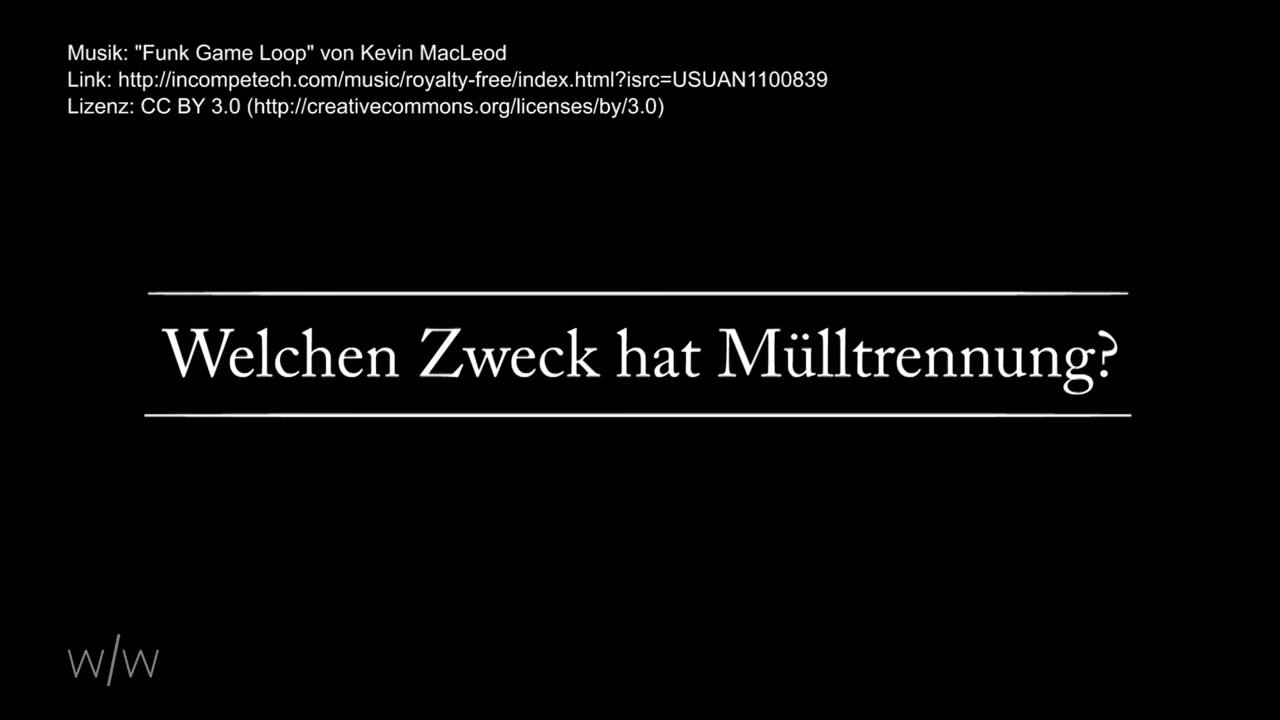 Musik: "Funk Game Loop" von Kevin MacLeod
Link: http://incompetech.com/music/royalty-free/index.html?isrc=USUAN1100839
Lizenz: CC BY 3.0 (http://creativecommons.org/licenses/by/3.0)
Welchen Zweck hat Mülltrennung?
w/w